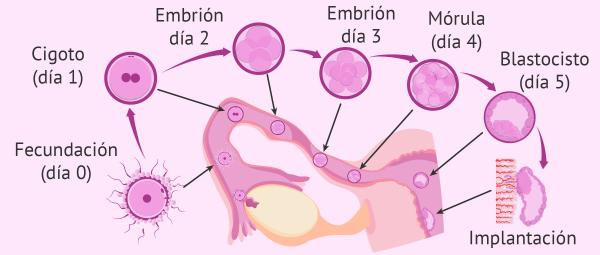 Fecundación
(día 0)
Cigoto
(día 1)
Embrión
día 2
Embrión
día 3
Mórula
(día 4)
Blastocisto
(día 5)
Implantación